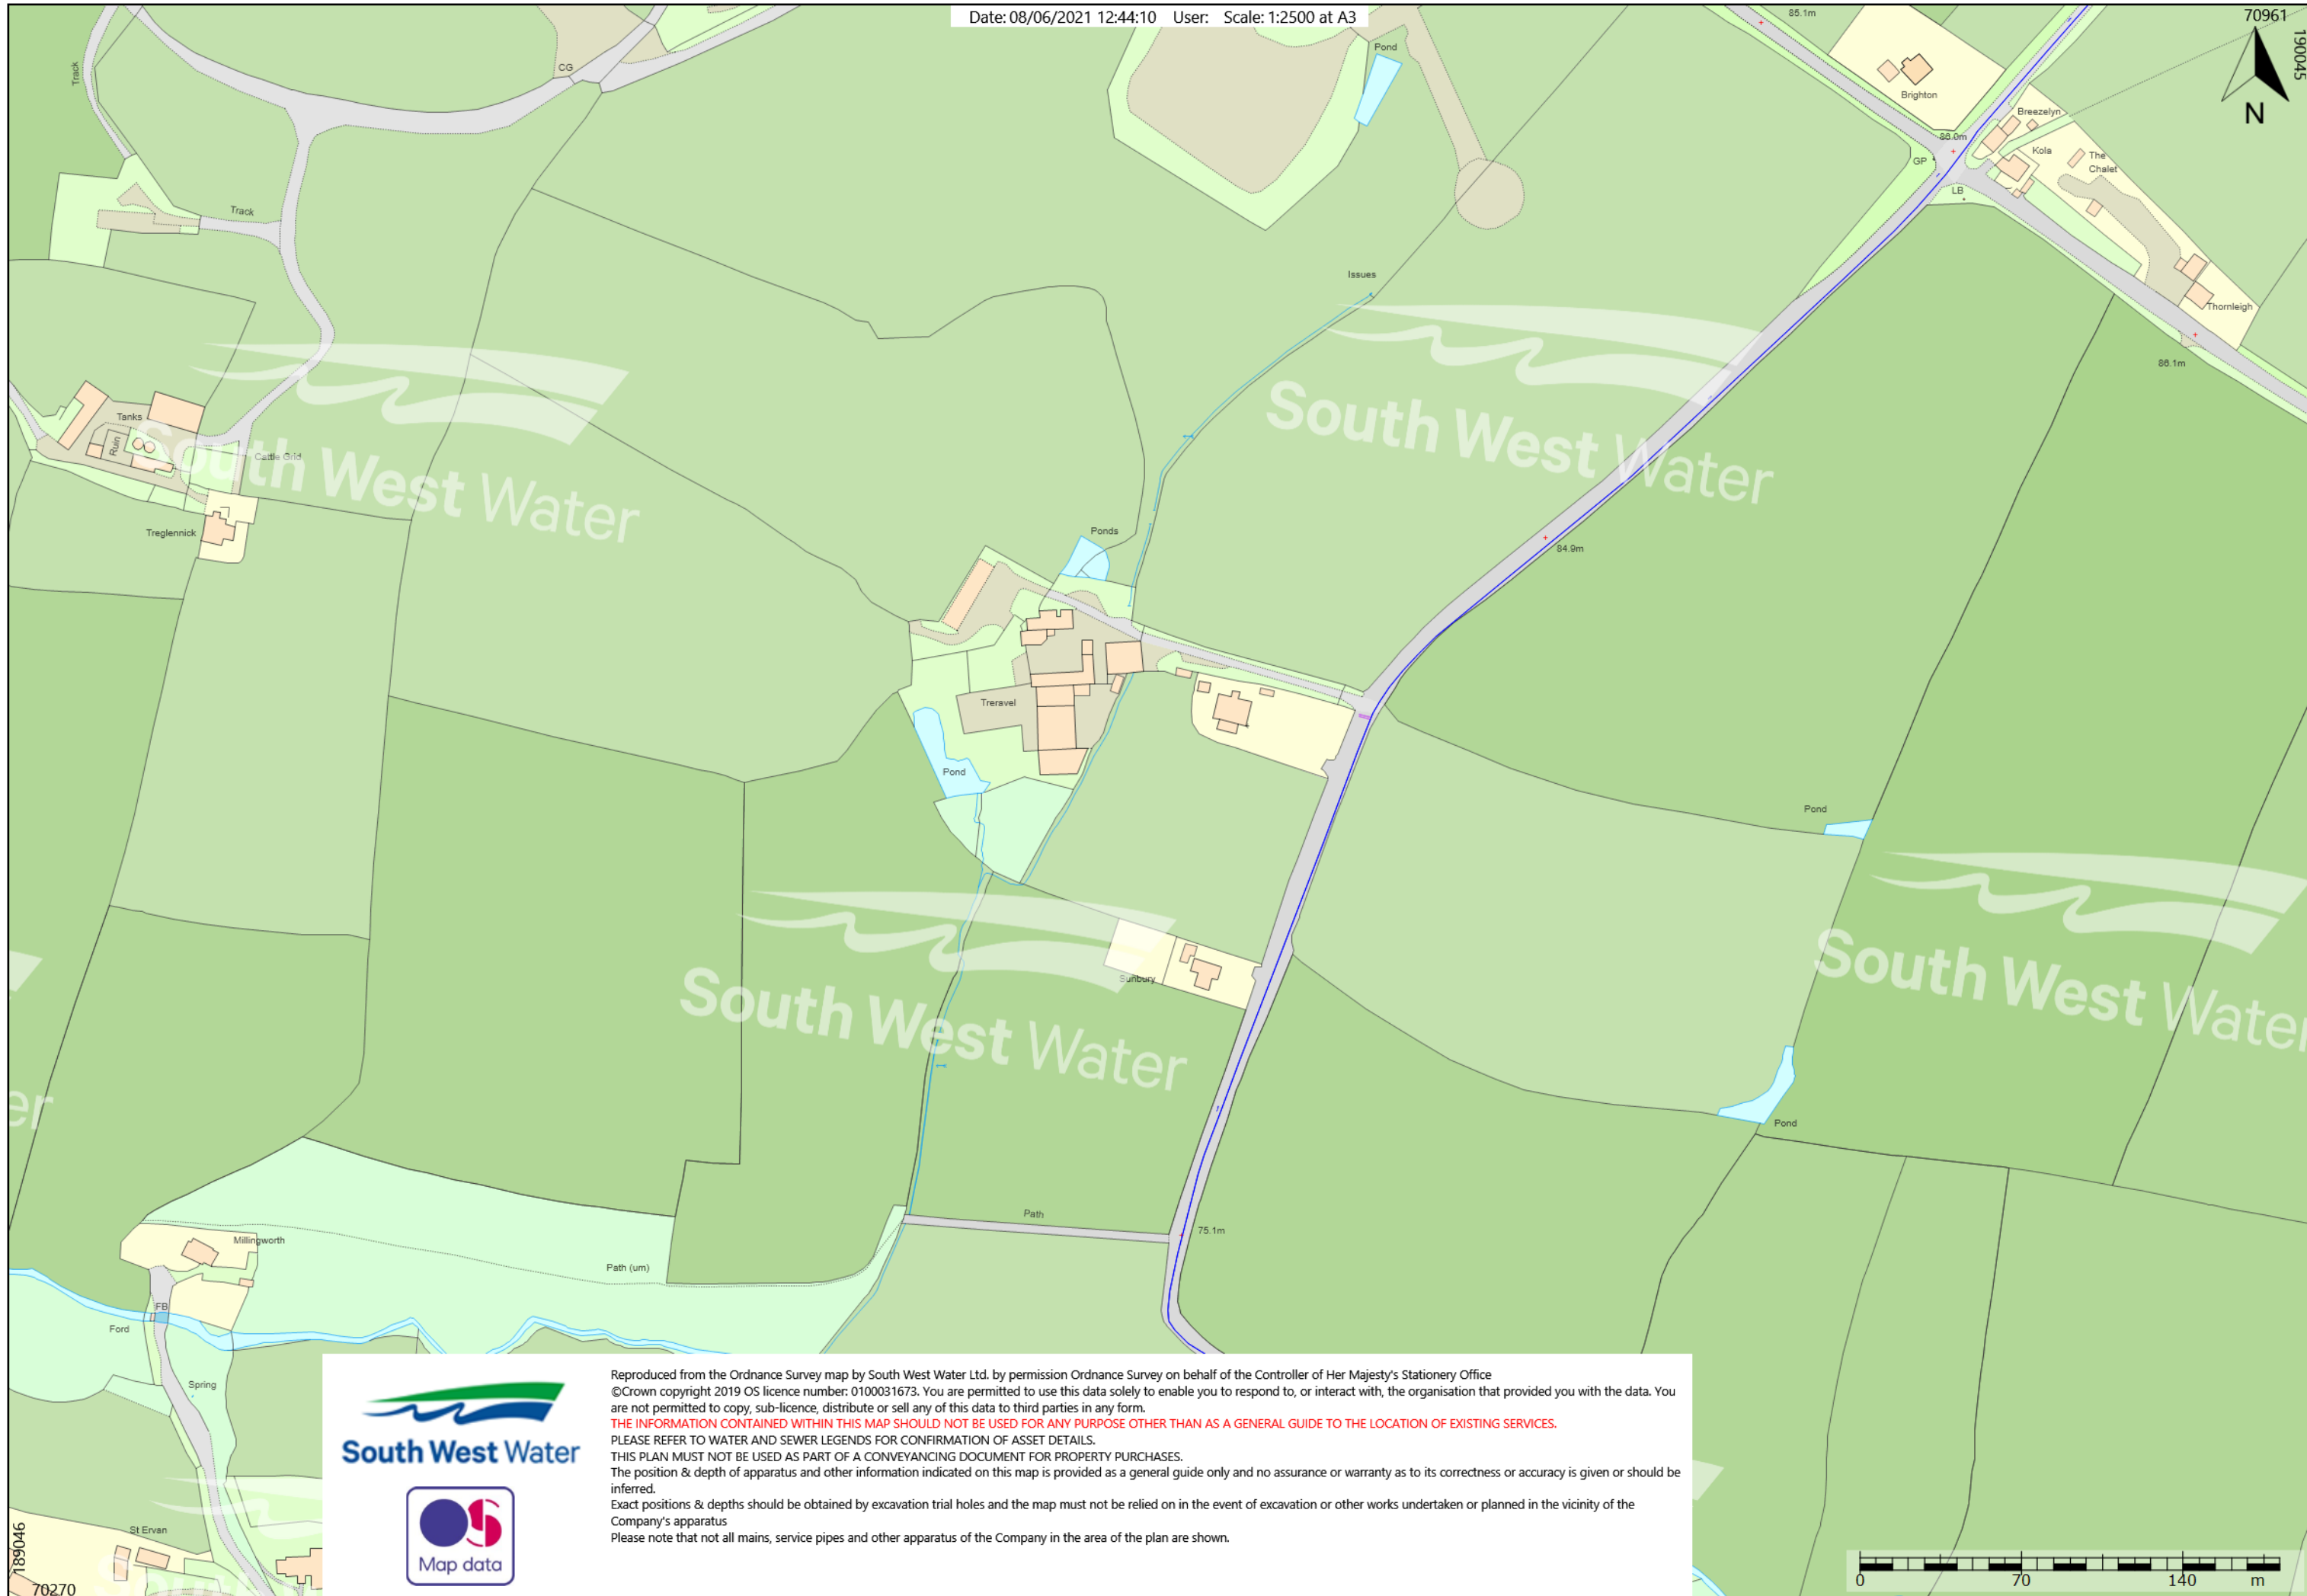 Date: 08/06/2021 12:44:10 User: Scale: 1:2500 at A3
70961
190045
N
85.1m
Pond
Track
CG
Brighton
Breezelyn
86.0m
Kola
GP
The
Chalet
LB
Track
Issues
Thornleigh
86.1m
South West Water
South West Water
Tanks
Ruin
Cattle Grid
Treglennick
Ponds
84.9m
Treravel
Pond
Pond
South West Water
South West Water
Sunbury
er
Pond
Path
75.1m
Millingworth
Path (um)
FB
Ford
Spring
St Ervan
189046
70270
South West Water
Map data
Reproduced from the Ordnance Survey map by South West Water Ltd. by permission Ordnance Survey on behalf of the Controller of Her Majesty's Stationery Office
©Crown copyright 2019 OS licence number: 0100031673. You are permitted to use this data solely to enable you to respond to, or interact with, the organisation that provided you with the data. You
are not permitted to copy, sub-licence, distribute or sell any of this data to third parties in any form.
THE INFORMATION CONTAINED WITHIN THIS MAP SHOULD NOT BE USED FOR ANY PURPOSE OTHER THAN AS A GENERAL GUIDE TO THE LOCATION OF EXISTING SERVICES.
PLEASE REFER TO WATER AND SEWER LEGENDS FOR CONFIRMATION OF ASSET DETAILS.
THIS PLAN MUST NOT BE USED AS PART OF A CONVEYANCING DOCUMENT FOR PROPERTY PURCHASES.
The position & depth of apparatus and other information indicated on this map is provided as a general guide only and no assurance or warranty as to its correctness or accuracy is given or should be
inferred.
Exact positions & depths should be obtained by excavation trial holes and the map must not be relied on in the event of excavation or other works undertaken or planned in the vicinity of the
Company's apparatus
Please note that not all mains, service pipes and other apparatus of the Company in the area of the plan are shown.
0 70 140 m